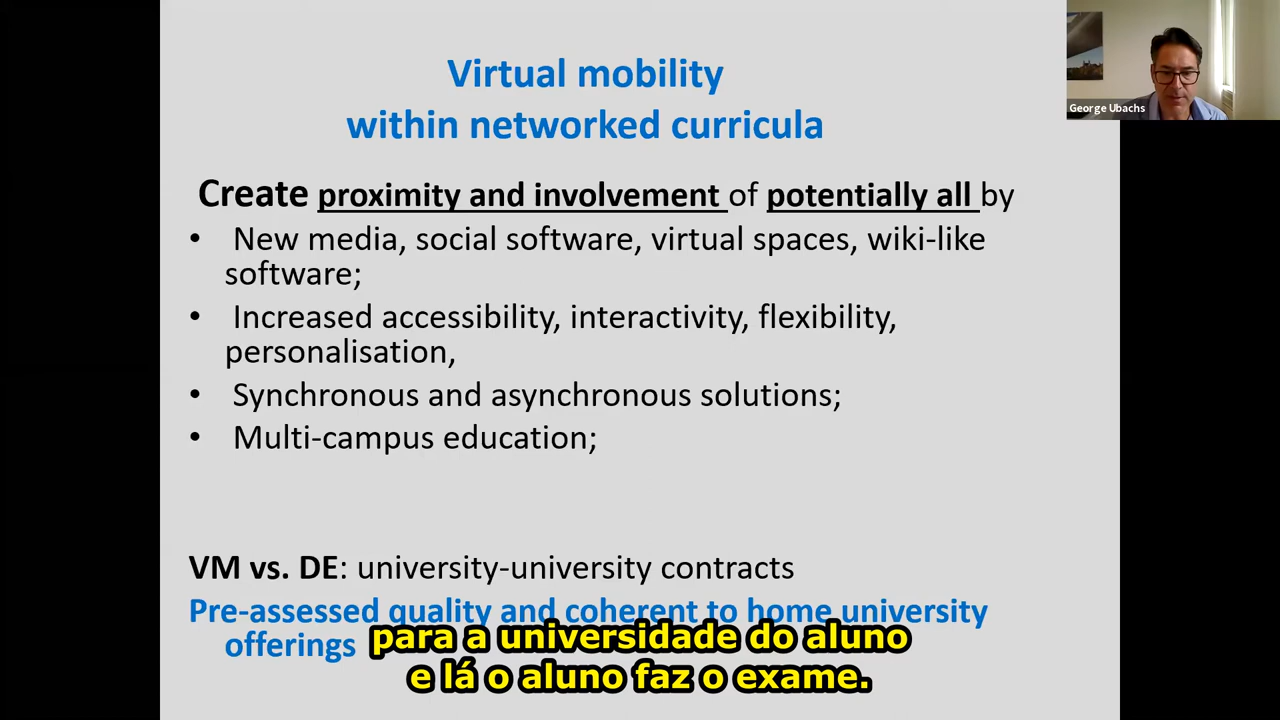 Virtual mobility
within networked curricula
George Ubachs
Create proximity and involvement of potentially all by
• New media, social software, virtual spaces, wiki-like
software;
• Increased accessibility, interactivity, flexibility,
personalisation,
• Synchronous and asynchronous solutions;
• Multi-campus education;
VM vs. DE: university-university contracts
Pre-assessed quality and coherent to home university
offerings
para a universidade do aluno
e lá o aluno faz o exame.